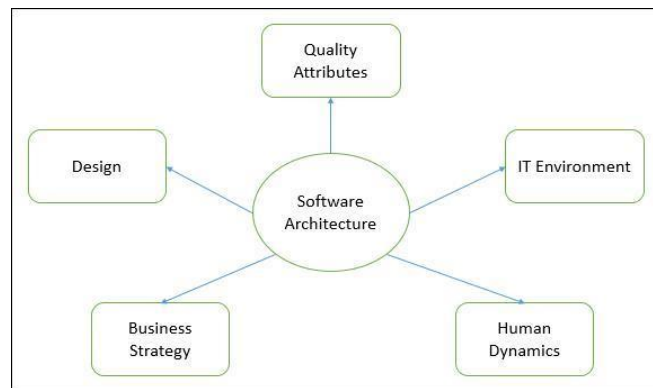 Quality
Attributes
Design
IT Environment
Software
Architecture
Business
Strategy
Human
Dynamics